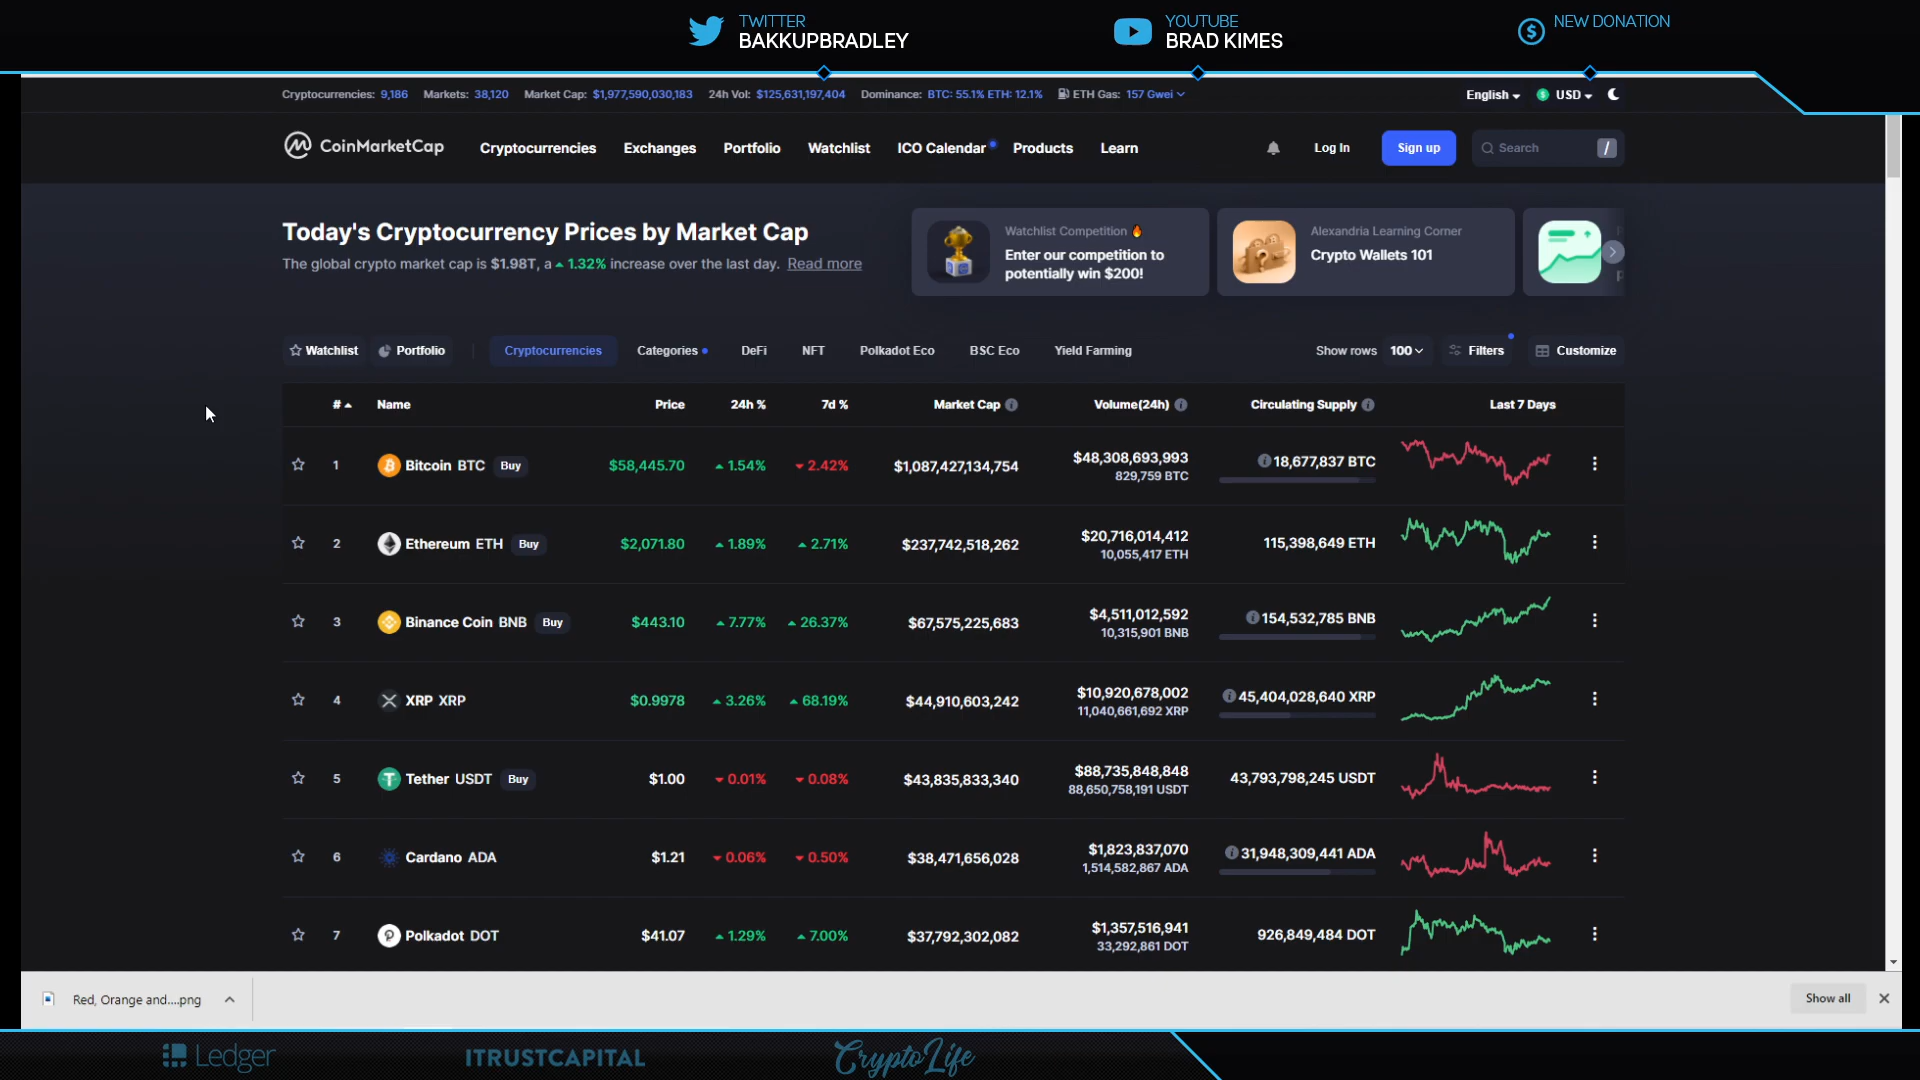 TWITTER
BAKKUPBRADLEY
YOUTUBE
BRAD KIMES
NEW DONATION
Cryptocurrencies: 9,186 Markets: 38,120 Market Cap: $1,977,590,030,183 24h Vol: $125,631,197,404 Dominance: BTC: 55.1% ETH: 12.1% ETH Gas: 157 Gwei
English USD
CoinMarketCap Cryptocurrencies Exchanges Portfolio Watchlist ICO Calendar Products Learn Log In Sign up Search /
Today's Cryptocurrency Prices by Market Cap
The global crypto market cap is $1.98T, a 1.32% increase over the last day. Read more
Watchlist Competition
Enter our competition to
potentially win $200!
Alexandria Learning Corner
Crypto Wallets 101
Watchlist Portfolio Cryptocurrencies Categories DeFi NFT Polkadot Eco BSC Eco Yield Farming Show rows 100 Filters Customize
# Name Price 24h % 7d % Market Cap Volume(24h) Circulating Supply Last 7 Days
1 Bitcoin BTC Buy $58,445.70 1.54% 2.42% $1,087,427,134,754 $48,308,693,993 18,677,837 BTC
829,759 BTC
2 Ethereum ETH Buy $2,071.80 1.89% 2.71% $237,742,518,262 $20,716,014,412 115,398,649 ETH
10,055,417 ETH
3 Binance Coin BNB Buy $443.10 7.77% 26.37% $67,575,225,683 $4,511,012,592 154,532,785 BNB
10,315,901 BNB
4 XRP XRP $0.9978 3.26% 68.19% $44,910,603,242 $10,920,678,002 45,404,028,640 XRP
11,040,661,692 XRP
5 Tether USDT Buy $1.00 0.01% 0.08% $43,835,833,340 $88,735,848,848 43,793,798,245 USDT
88,650,758,191 USDT
6 Cardano ADA $1.21 0.06% 0.50% $38,471,656,028 $1,823,837,070 31,948,309,441 ADA
1,514,582,867 ADA
7 Polkadot DOT $41.07 1.29% 7.00% $37,792,302,082 $1,357,516,941 926,849,484 DOT
33,292,861 DOT
Red, Orange and....png
Show all
Ledger
ITRUSTCAPITAL
CryptoLife